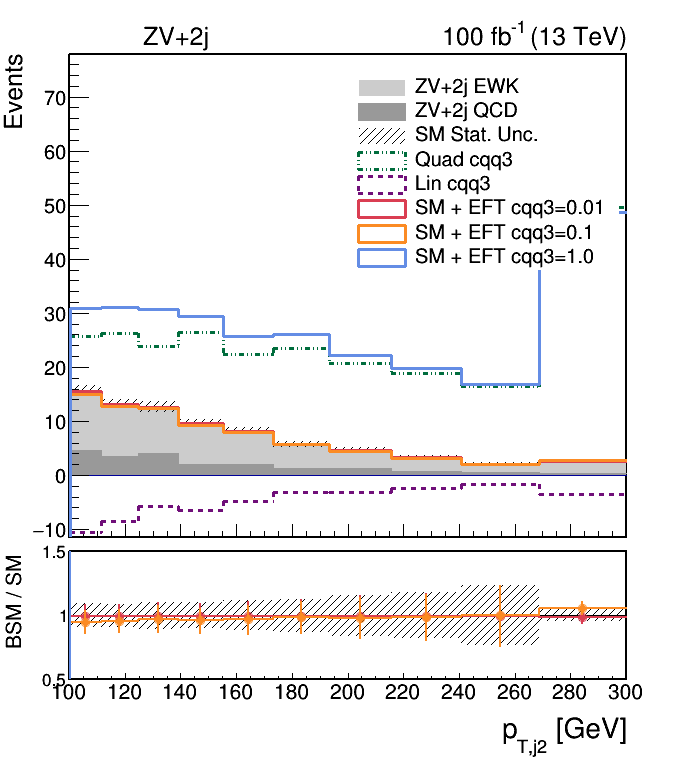 ZV+2j 100 fb-1 (13 TeV)
Events
70
60
50
40
30
20
10
0
−10
ZV+2j EWK
ZV+2j QCD
SM Stat. Unc.
Quad cqq3
Lin cqq3
SM + EFT cqq3=0.01
SM + EFT cqq3=0.1
SM + EFT cqq3=1.0
BSM / SM
1.5
1
0.5
100 120 140 160 180 200 220 240 260 280 300
pT,j2 [GeV]